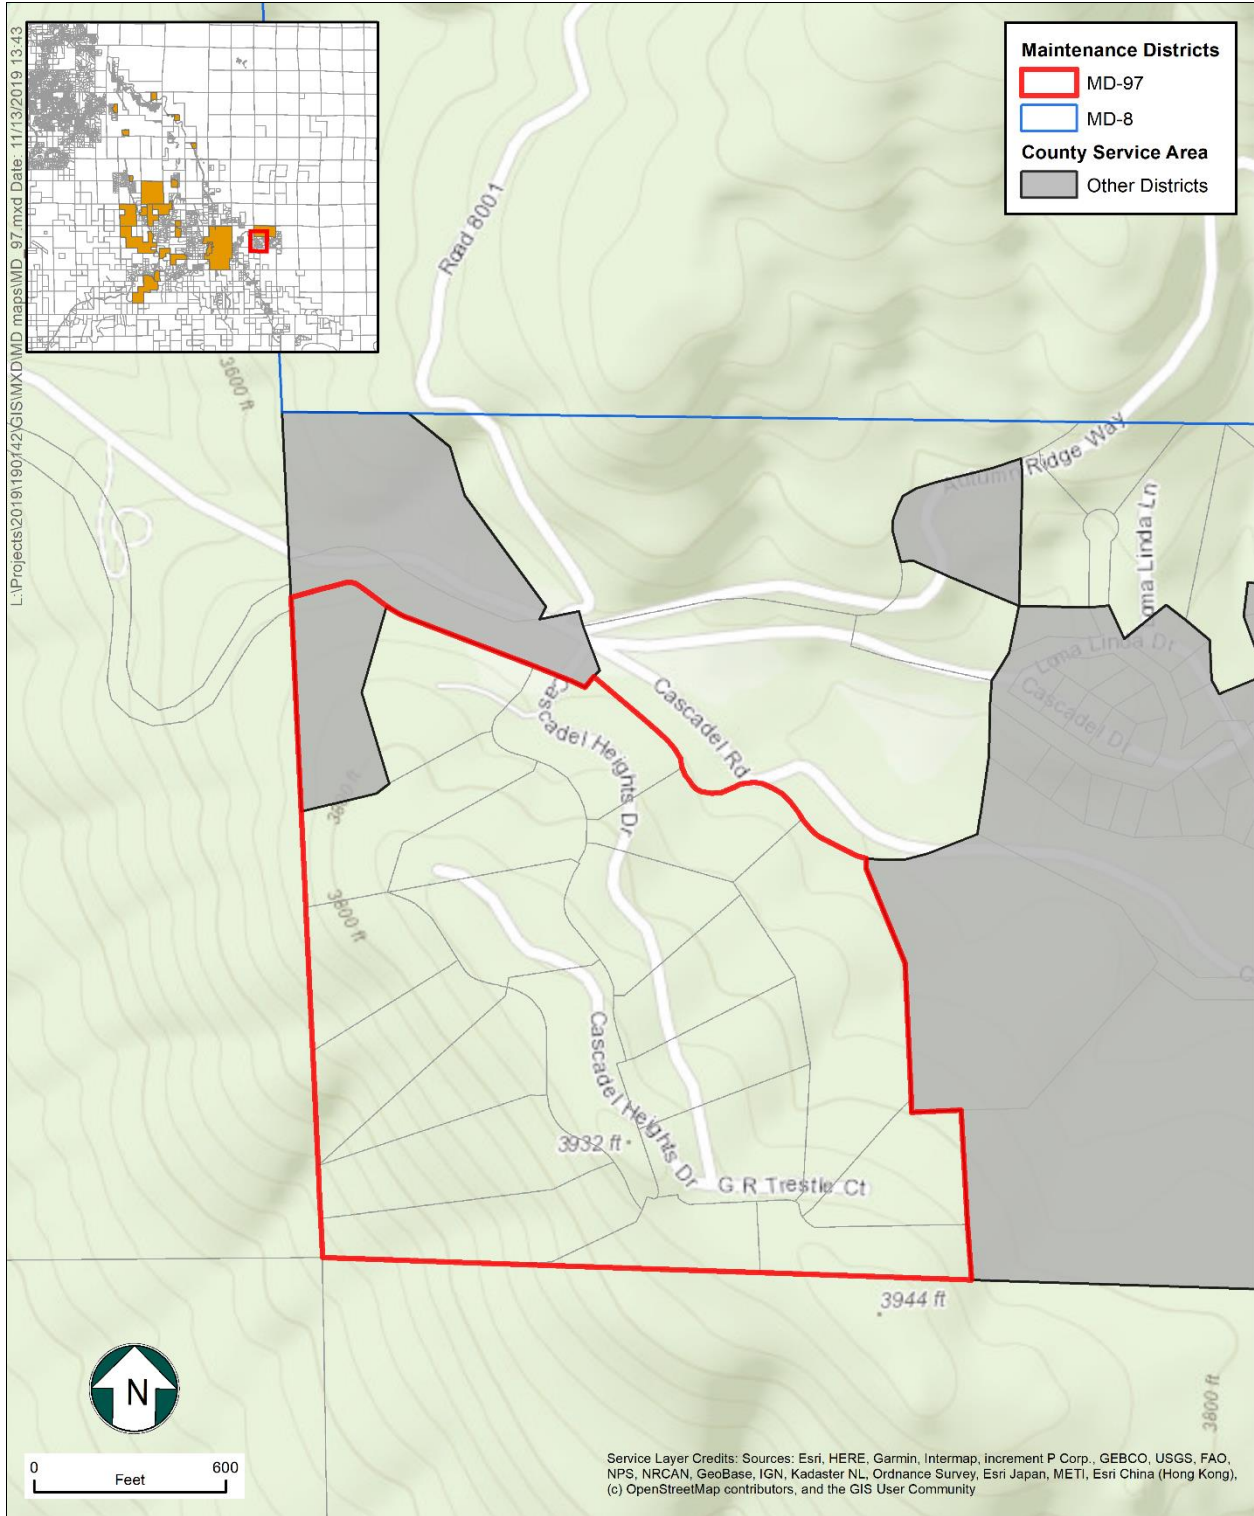 L:\Projects\2019\190142\GIS\MXD\MD maps\MD_97.mxd Date: 11/13/2019 13:43
Maintenance Districts
MD-97
MD-8
County Service Area
Other Districts
Road 800 1
3600 ft
Autumn Ridge Way
Loma Linda Ln
Loma Linda Dr
Cascadel Dr
Cascadel Rd
Cascadel Heights Dr
3800 ft
Cascadel Heights Dr
3932 ft
G R Trestle Ct
3944 ft
3800 ft
N
0 600
Feet
Service Layer Credits: Sources: Esri, HERE, Garmin, Intermap, increment P Corp., GEBCO, USGS, FAO,
NPS, NRCAN, GeoBase, IGN, Kadaster NL, Ordnance Survey, Esri Japan, METI, Esri China (Hong Kong),
(c) OpenStreetMap contributors, and the GIS User Community